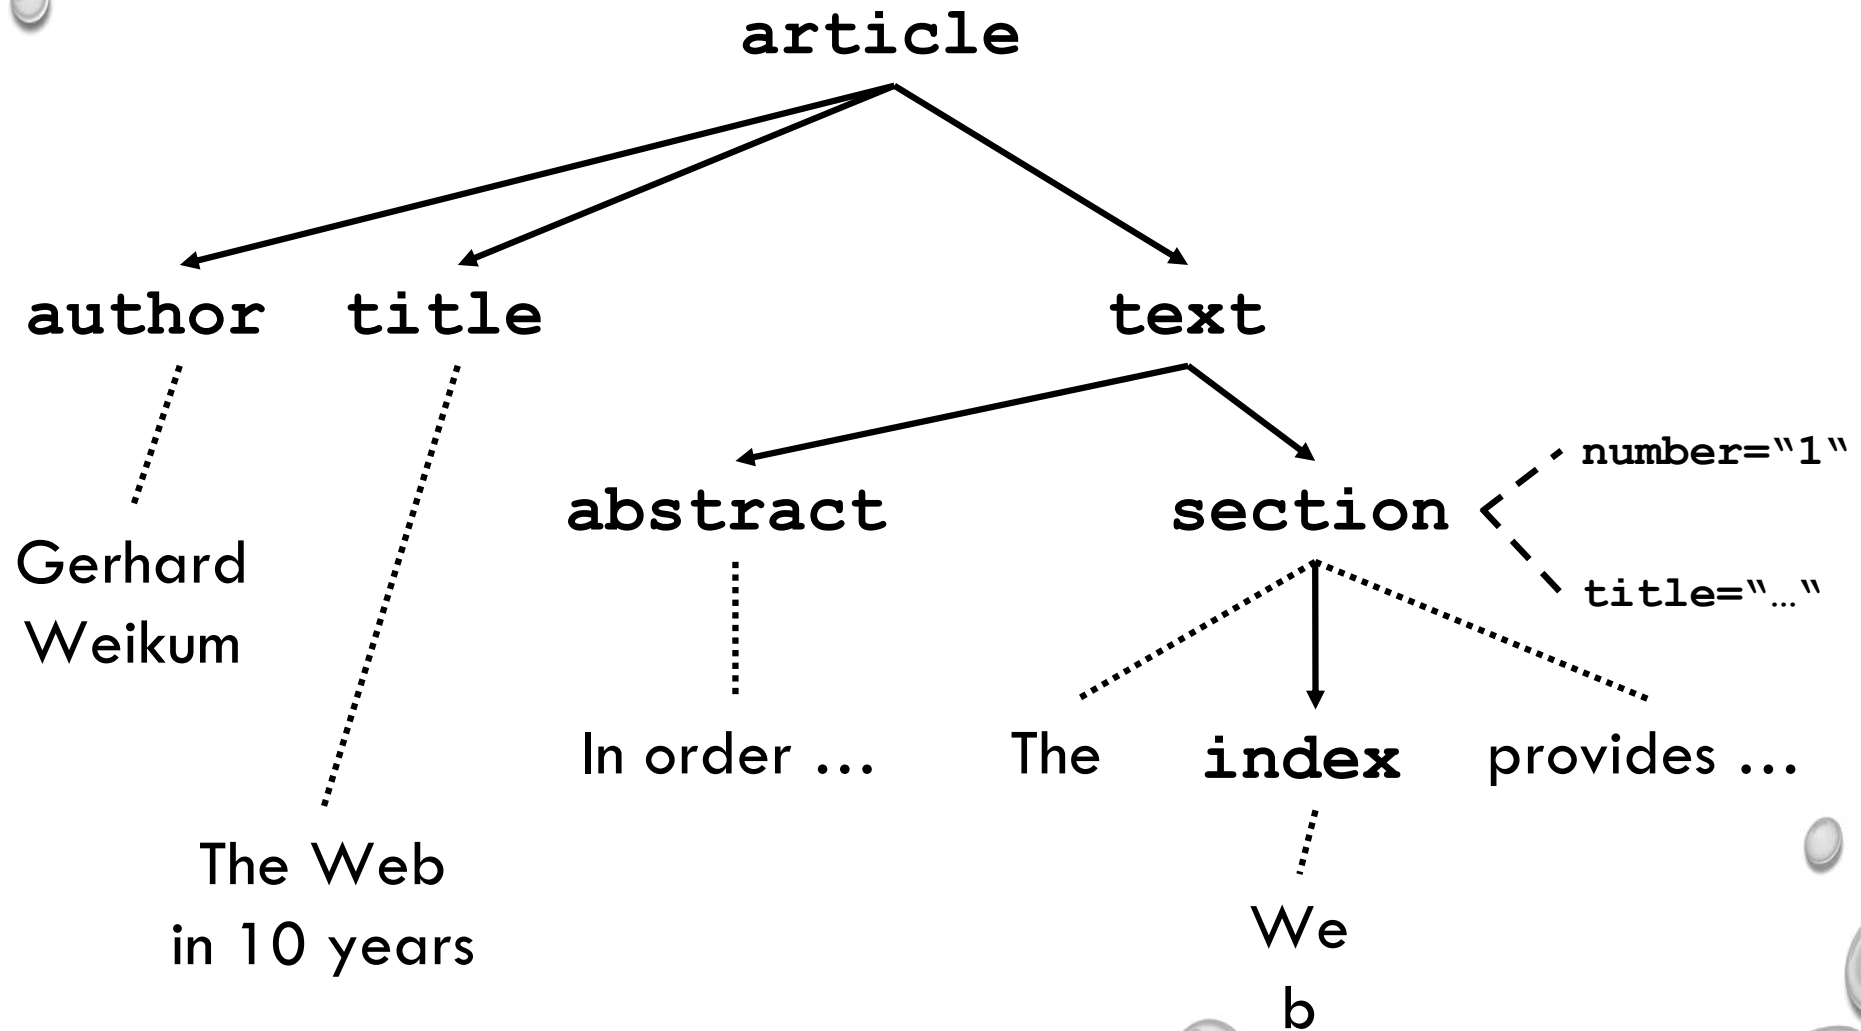 article
author title text
number=“1“
abstract section
title=“…“
Gerhard
Weikum
In order … The index provides …
The Web
in 10 years
We
b